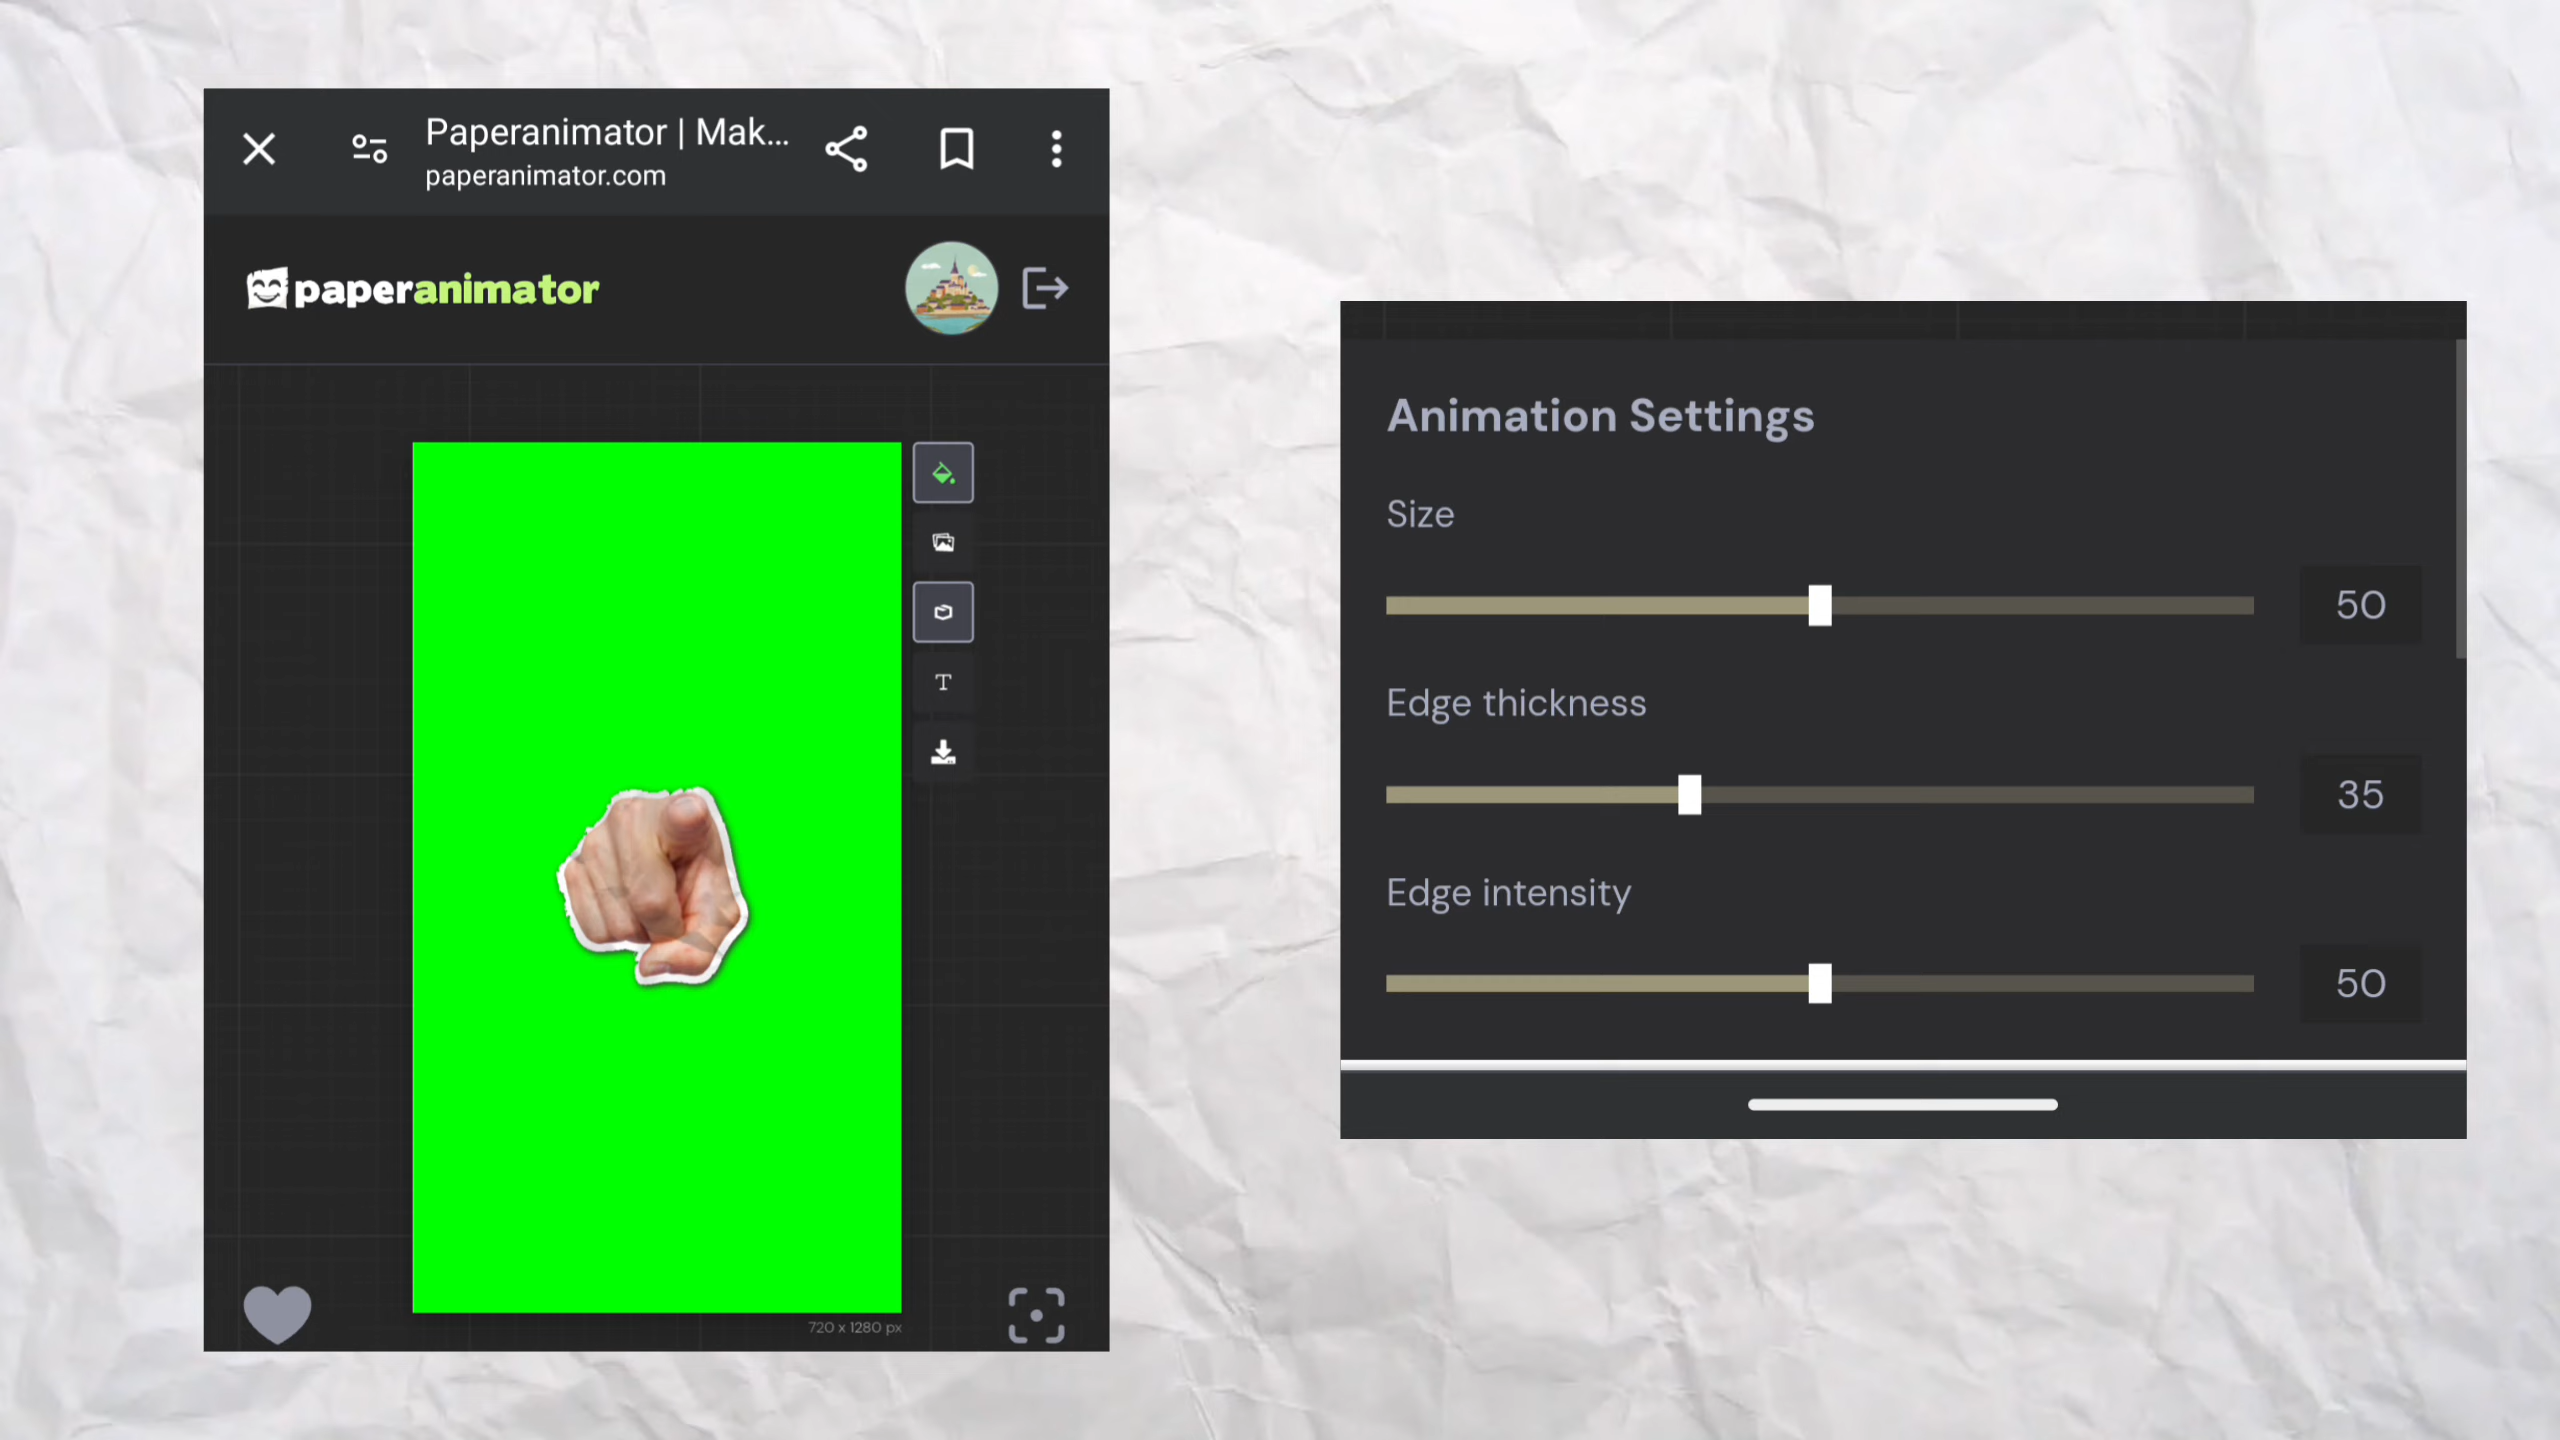 Paperanimator | Mak...
paperanimator.com
paperanimator
T
720 x 1280 px
Animation Settings
Size
50
Edge thickness
35
Edge intensity
50